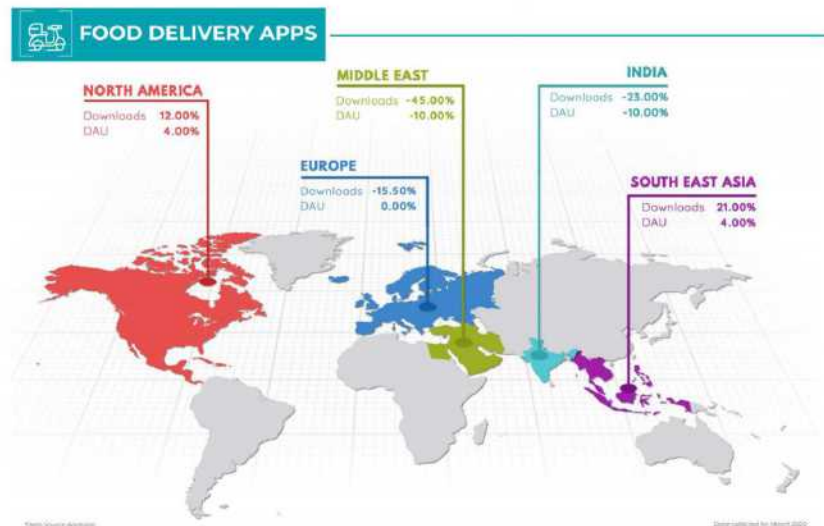 FOOD DELIVERY APPS
NORTH AMERICA
Downloads 12.00%
DAU 4.00%
MIDDLE EAST
Downloads -45.00%
DAU -10.00%
INDIA
Downloads -23.00%
DAU -10.00%
EUROPE
Downloads -15.50%
DAU 0.00%
SOUTH EAST ASIA
Downloads 21.00%
DAU 4.00%